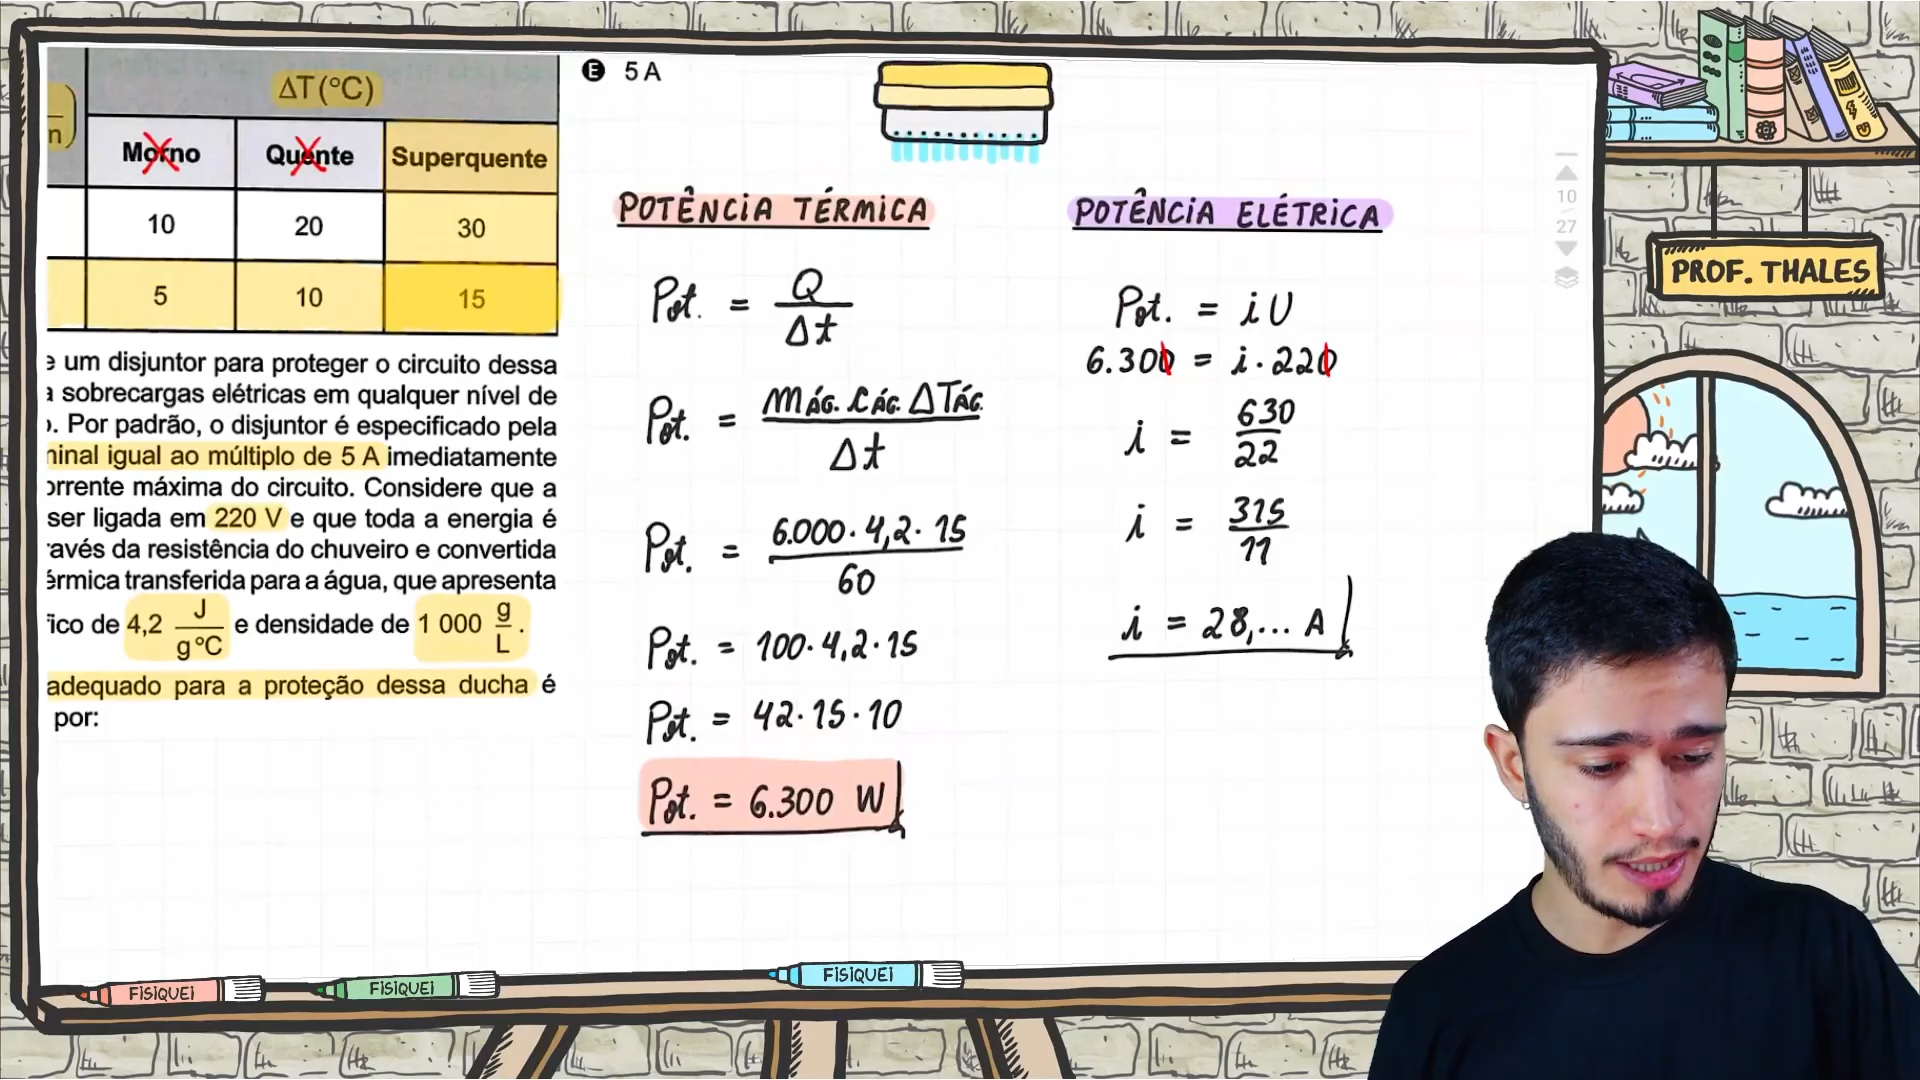 ΔT (°C)
n)
Morno Quente Superquente
10 20 30
5 10 15
e um disjuntor para proteger o circuito dessa
a sobrecargas elétricas em qualquer nível de
o. Por padrão, o disjuntor é especificado pela
ninal igual ao múltiplo de 5 A imediatamente
orrente máxima do circuito. Considere que a
ser ligada em 220 V e que toda a energia é
ravés da resistência do chuveiro e convertida
érmica transferida para a água, que apresenta
fico de 4,2 J/g°C e densidade de 1 000 g/L.
adequado para a proteção dessa ducha é
por:
E 5 A
POTÊNCIA TÉRMICA
Pot. = Q/Δt
Pot. = mÁG. cÁG. ΔTÁG./Δt
Pot. = 6.000 · 4,2 · 15/60
Pot. = 100 · 4,2 · 15
Pot. = 42 · 15 · 10
Pot. = 6.300 W
POTÊNCIA ELÉTRICA
Pot. = i U
6.300 = i · 220
i = 630/22
i = 315/11
i = 28,... A
10
27
PROF. THALES
FISIQUEI
FISIQUEI
FISIQUEI